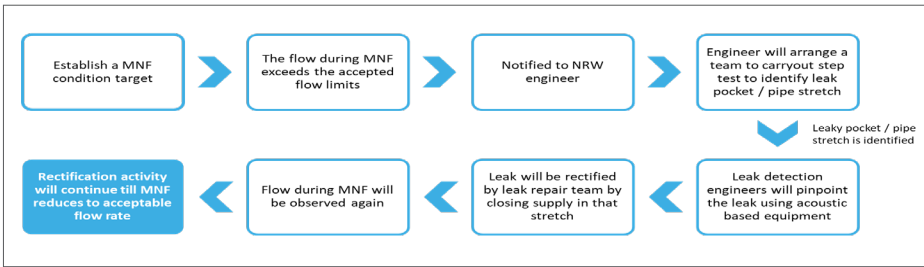 Establish a MNF
condition target
The flow during MNF
exceeds the accepted
flow limits
Notified to NRW
engineer
Engineer will arrange a
team to carryout step
test to identify leak
pocket / pipe stretch
Leaky pocket / pipe
stretch is identified
Leak detection
engineers will pinpoint
the leak using acoustic
based equipment
Leak will be rectified
by leak repair team by
closing supply in that
stretch
Flow during MNF will
be observed again
Rectification activity
will continue till MNF
reduces to acceptable
flow rate